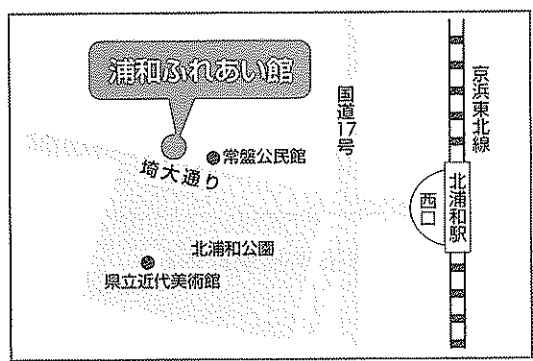 浦和ふれあい館
常盤公民館
埼大通り
国道17号
京浜東北線
北浦和駅
西口
北浦和公園
県立近代美術館